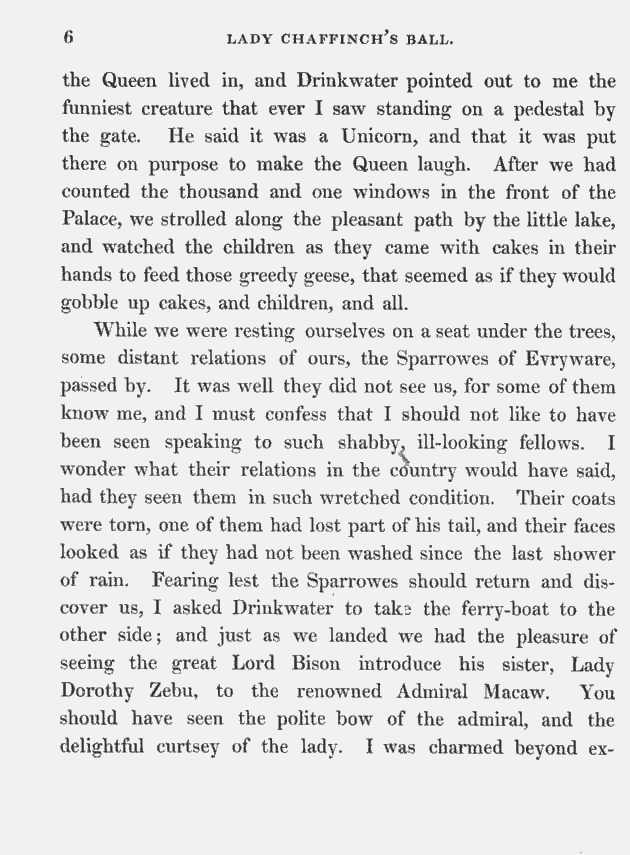 6 LADY CHAFFINCH'S BALL.
the Queen lived in, and Drinkwater pointed out to me the
funniest creature that ever I saw standing on a pedestal by
the gate. He said it was a Unicorn, and that it was put
there on purpose to make the Queen laugh. After we had
counted the thousand and one windows in the front of the
Palace, we strolled along the pleasant path by the little lake,
and watched the children as they came with cakes in their
hands to feed those greedy geese, that seemed as if they would
gobble up cakes, and children, and all.
While we were resting ourselves on a seat under the trees,
some distant relations of ours, the Sparrowes of Evryware,
passed by. It was well they did not see us, for some of them
know me, and I must confess that I should not like to have
been seen speaking to such shabby, ill-looking fellows. I
wonder what their relations in the country would have said,
had they seen them in such wretched condition. Their coats
were torn, one of them had lost part of his tail, and their faces
looked as if they had not been washed since the last shower
of rain. Fearing lest the Sparrowes should return and dis-
cover us, I asked Drinkwater to take the ferry-boat to the
other side; and just as we landed we had the pleasure of
seeing the great Lord Bison introduce his sister, Lady
Dorothy Zebu, to the renowned Admiral Macaw. You
should have seen the polite bow of the admiral, and the
delightful curtsey of the lady. I was charmed beyond ex-